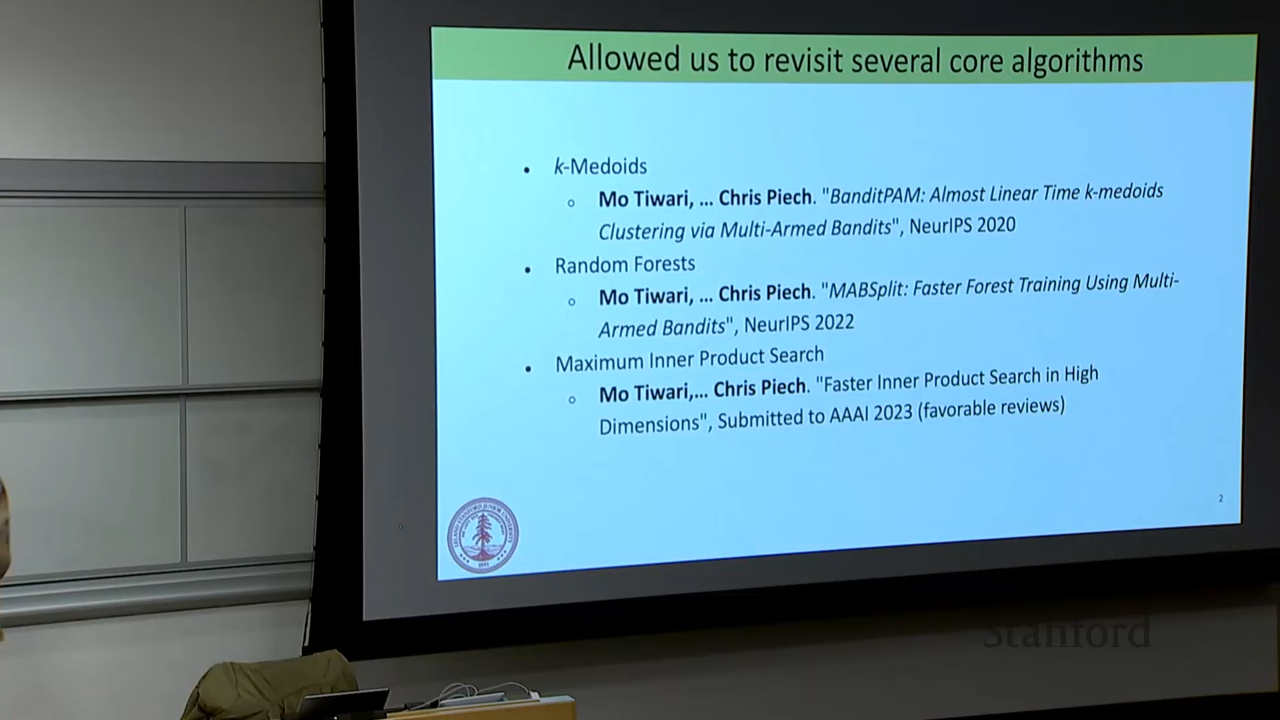 Allowed us to revisit several core algorithms
• k-Medoids
○ Mo Tiwari, ... Chris Piech. "BanditPAM: Almost Linear Time k-medoids
Clustering via Multi-Armed Bandits", NeurIPS 2020
• Random Forests
○ Mo Tiwari, ... Chris Piech. "MABSplit: Faster Forest Training Using Multi-
Armed Bandits", NeurIPS 2022
• Maximum Inner Product Search
○ Mo Tiwari,... Chris Piech. "Faster Inner Product Search in High
Dimensions", Submitted to AAAI 2023 (favorable reviews)
2
Stanford